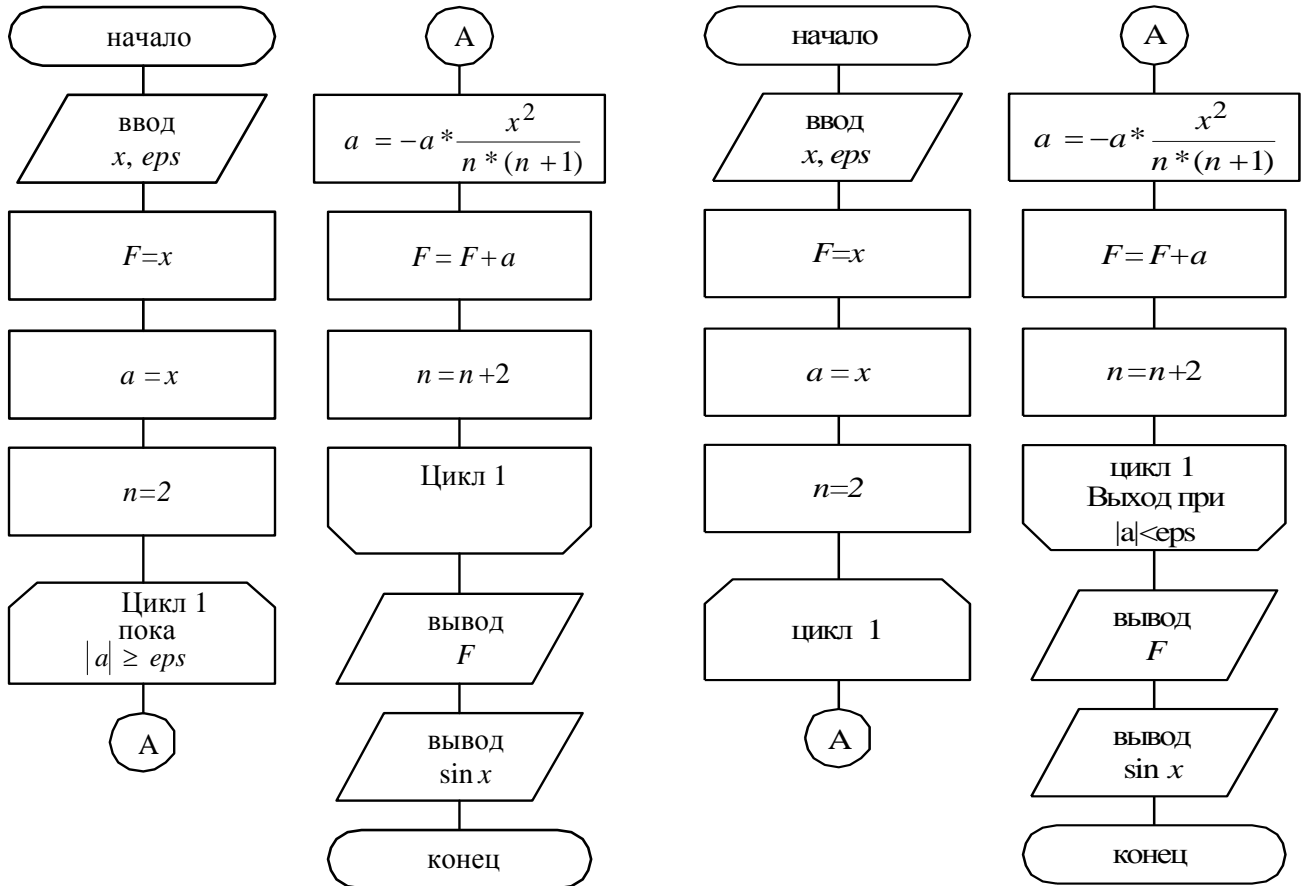 начало
ввод
x, eps
F=x
a = x
n=2
Цикл 1
пока
|a| ≥ eps
A
A
a = −a * x² / (n * (n + 1))
F = F + a
n = n + 2
Цикл 1
вывод
F
вывод
sin x
конец
начало
ввод
x, eps
F=x
a = x
n=2
цикл 1
A
A
a = −a * x² / (n * (n + 1))
F = F + a
n = n + 2
цикл 1
Выход при
|a|<eps
вывод
F
вывод
sin x
конец